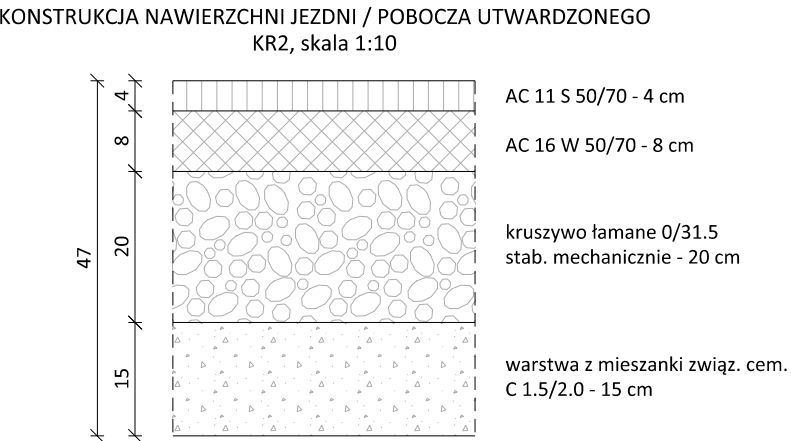 KONSTRUKCJA NAWIERZCHNI JEZDNI / POBOCZA UTWARDZONEGO
KR2, skala 1:10
4
AC 11 S 50/70 - 4 cm
8
AC 16 W 50/70 - 8 cm
47
20
kruszywo łamane 0/31.5
stab. mechanicznie - 20 cm
15
warstwa z mieszanki związ. cem.
C 1.5/2.0 - 15 cm